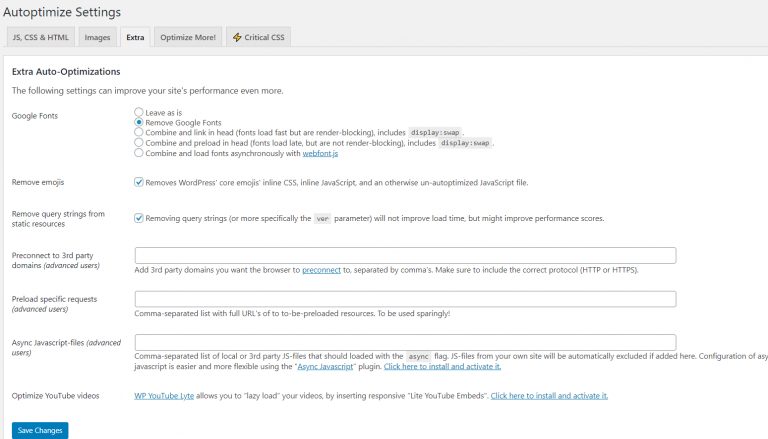 Autoptimize Settings
JS, CSS & HTML Images Extra Optimize More! Critical CSS
Extra Auto-Optimizations
The following settings can improve your site's performance even more.
Google Fonts
Leave as is
Remove Google Fonts
Combine and link in head (fonts load fast but are render-blocking), includes display:swap .
Combine and preload in head (fonts load late, but are not render-blocking), includes display:swap .
Combine and load fonts asynchronously with webfont.js
Remove emojis
Removes WordPress' core emojis' inline CSS, inline JavaScript, and an otherwise un-autoptimized JavaScript file.
Remove query strings from
static resources
Removing query strings (or more specifically the ver parameter) will not improve load time, but might improve performance scores.
Preconnect to 3rd party
domains (advanced users)
Add 3rd party domains you want the browser to preconnect to, separated by comma's. Make sure to include the correct protocol (HTTP or HTTPS).
Preload specific requests
(advanced users)
Comma-separated list with full URL's of to to-be-preloaded resources. To be used sparingly!
Async Javascript-files (advanced
users)
Comma-separated list of local or 3rd party JS-files that should loaded with the async flag. JS-files from your own site will be automatically excluded if added here. Configuration of asy
javascript is easier and more flexible using the "Async Javascript" plugin. Click here to install and activate it.
Optimize YouTube videos
WP YouTube Lyte allows you to "lazy load" your videos, by inserting responsive "Lite YouTube Embeds". Click here to install and activate it.
Save Changes